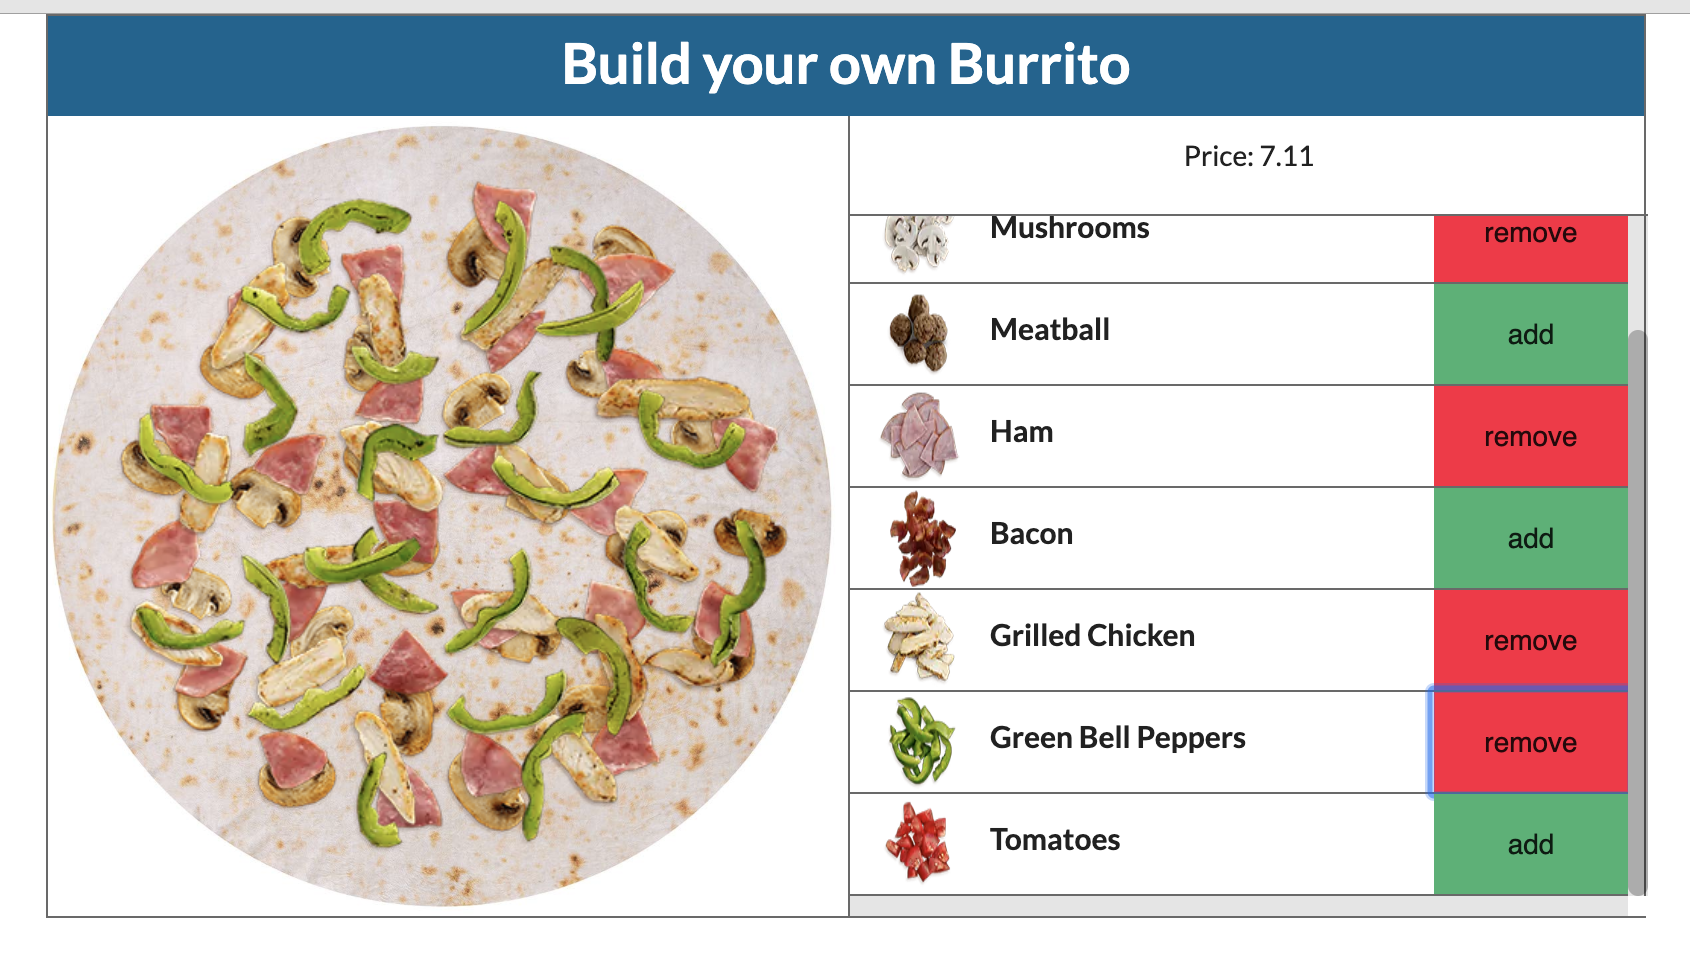 Build your own Burrito
Price: 7.11
Mushrooms remove
Meatball add
Ham remove
Bacon add
Grilled Chicken remove
Green Bell Peppers remove
Tomatoes add